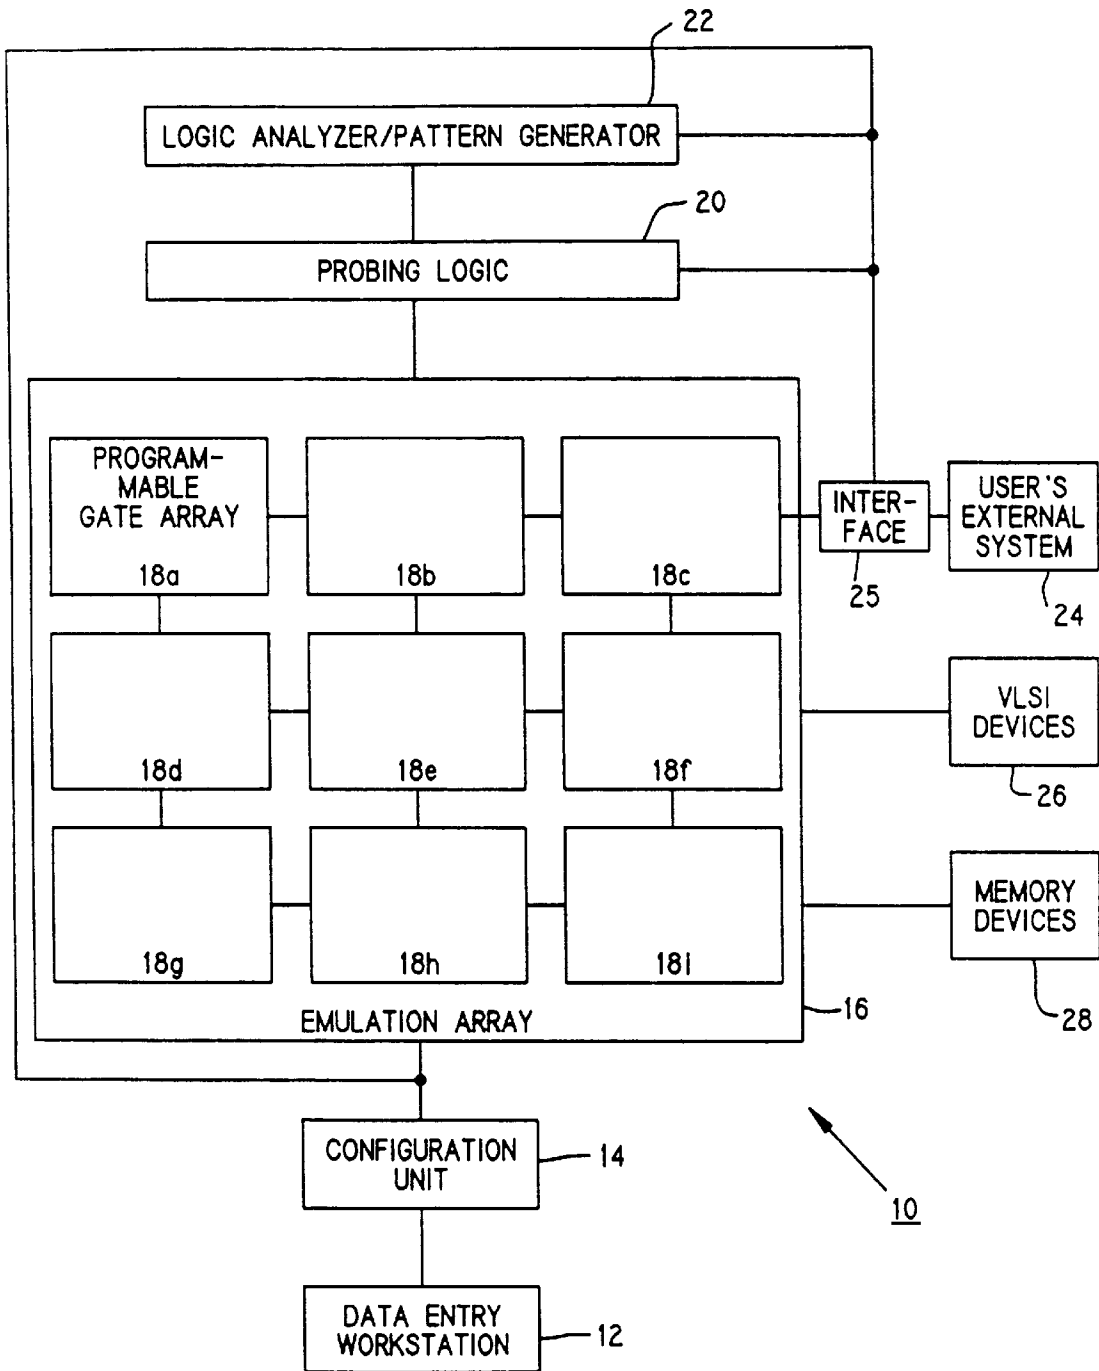 22
LOGIC ANALYZER/PATTERN GENERATOR
20
PROBING LOGIC
PROGRAM-
MABLE
GATE ARRAY
18a
18b
18c
INTER-
FACE
25
USER'S
EXTERNAL
SYSTEM
24
18d
18e
18f
VLSI
DEVICES
26
18g
18h
18i
MEMORY
DEVICES
28
EMULATION ARRAY
16
CONFIGURATION
UNIT
14
10
DATA ENTRY
WORKSTATION
12